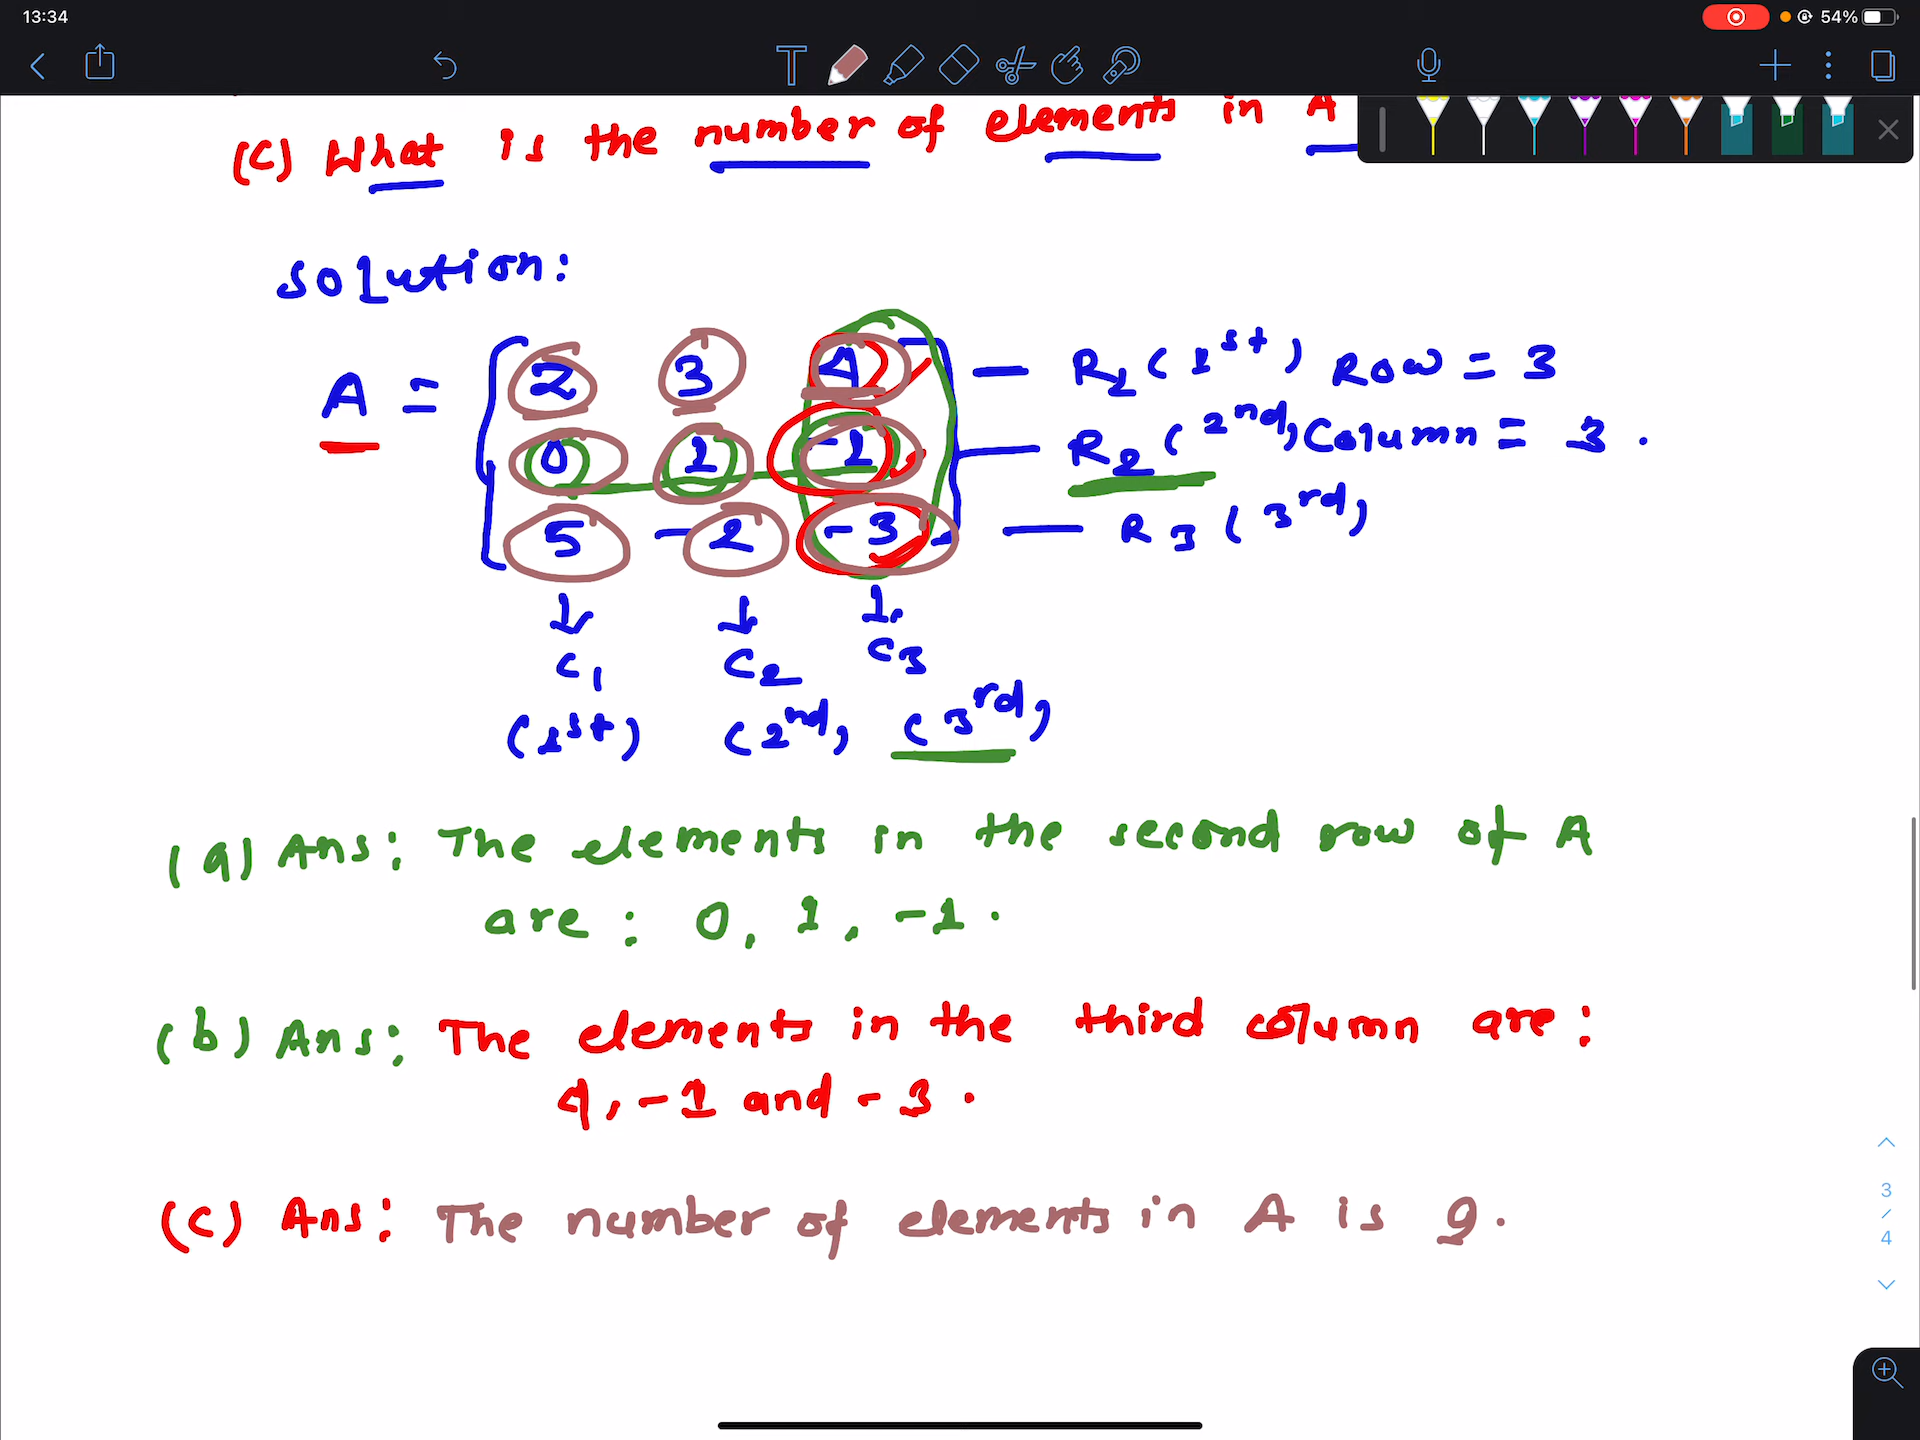 13:34
54%
(c) What is the number of elements in A
Solution:
A = [ 2 3 4 — R1 (1st) Row = 3
0 1 -1 — R2 (2nd) Column = 3.
5 -2 -3 ] — R3 (3rd)
↓ ↓ ↓
C1 C2 C3
(1st) (2nd) (3rd)
(a) Ans: The elements in the second row of A
are : 0, 1, -1.
(b) Ans: The elements in the third column are:
4, -1 and -3.
(c) Ans: The number of elements in A is 9.
3
/
4